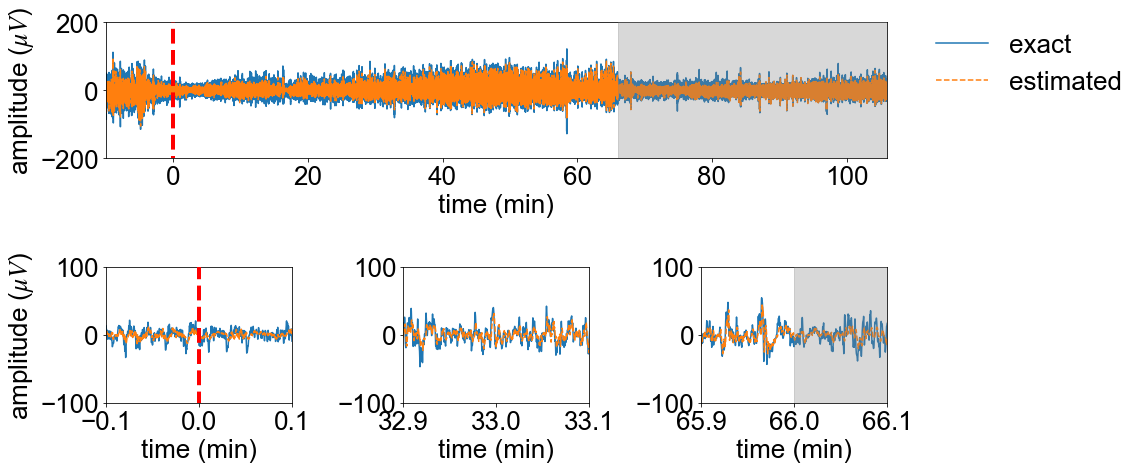 amplitude (μV)
200
0
−200
0 20 40 60 80 100
time (min)
exact
estimated
amplitude (μV)
100
0
−100
−0.1 0.0 0.1
time (min)
100
0
−100
32.9 33.0 33.1
time (min)
100
0
−100
65.9 66.0 66.1
time (min)